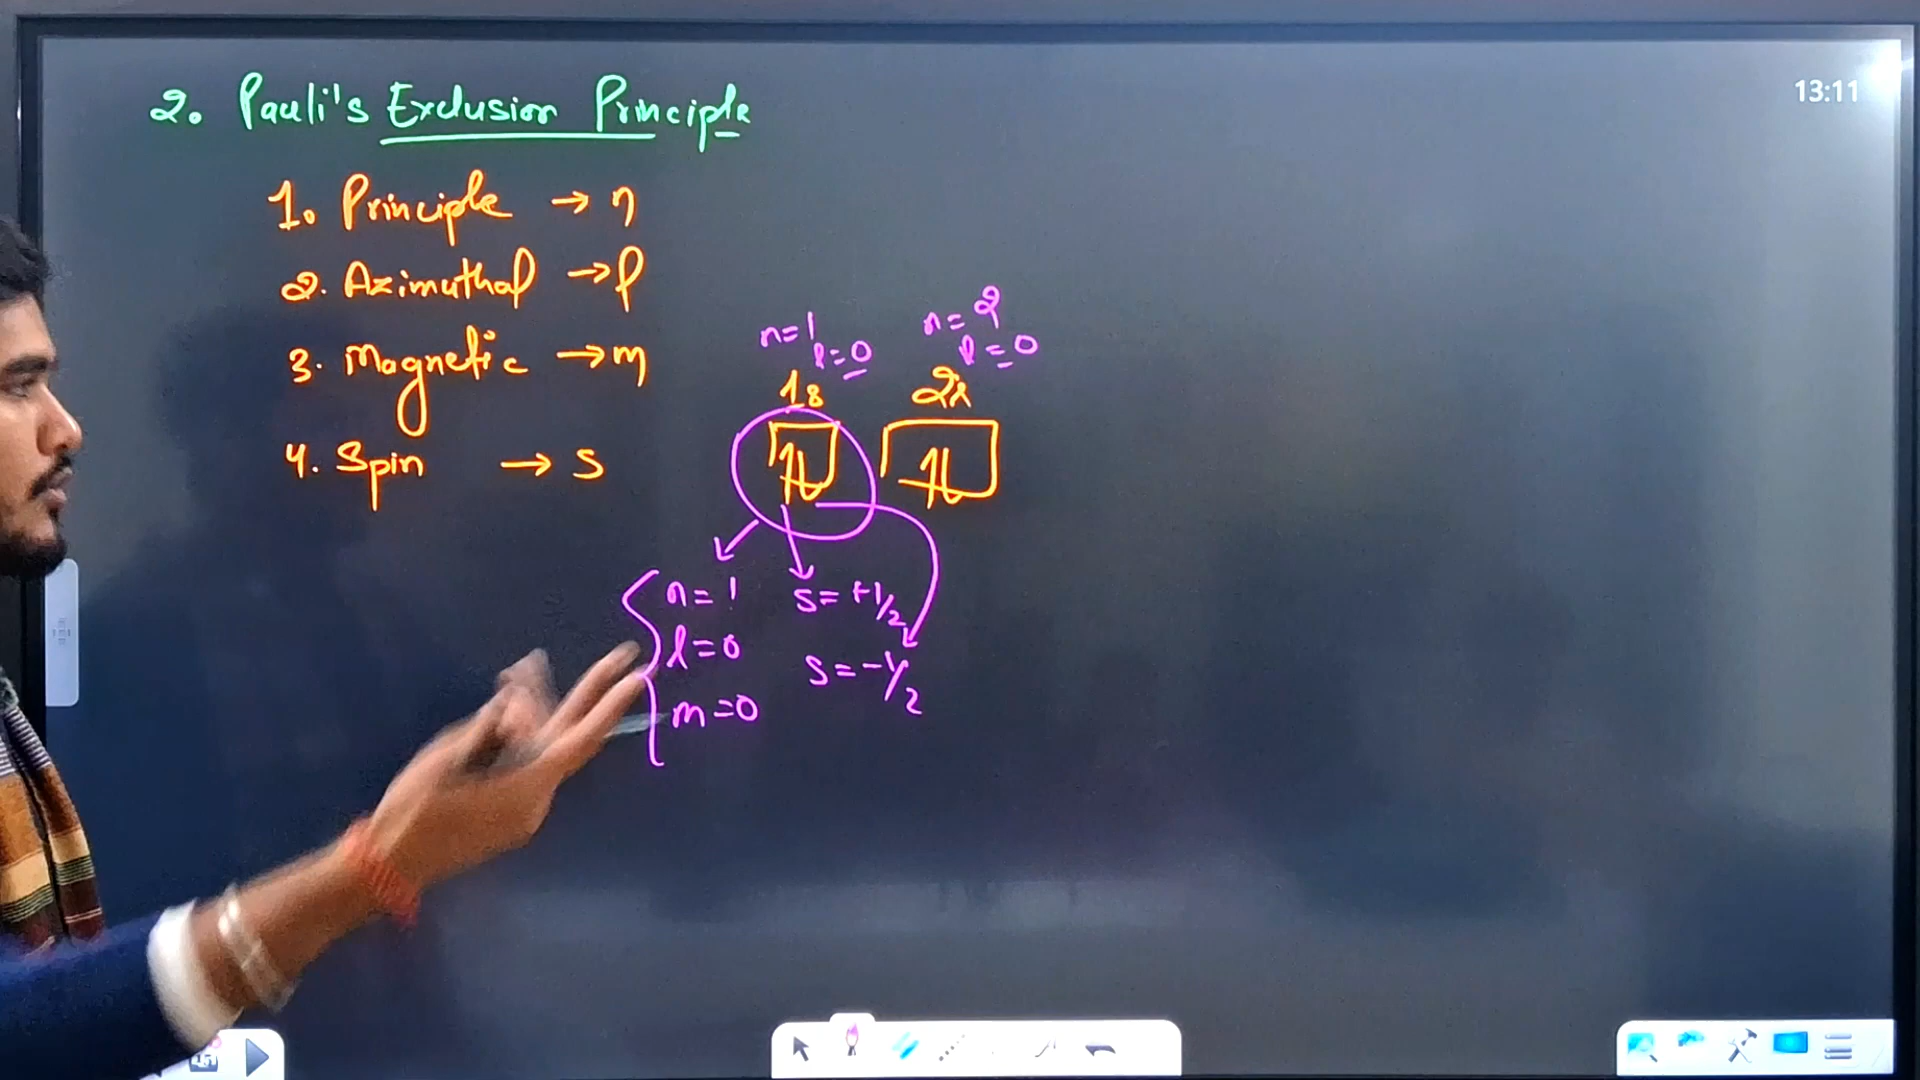 13:11
2. Pauli's Exclusion Principle
1. Principle → n
2. Azimuthal → l
3. Magnetic → m
4. Spin → s
n=1
l=0
n=2
l=0
1s
2s
n=1
s=+1/2
l=0
s=-1/2
m=0